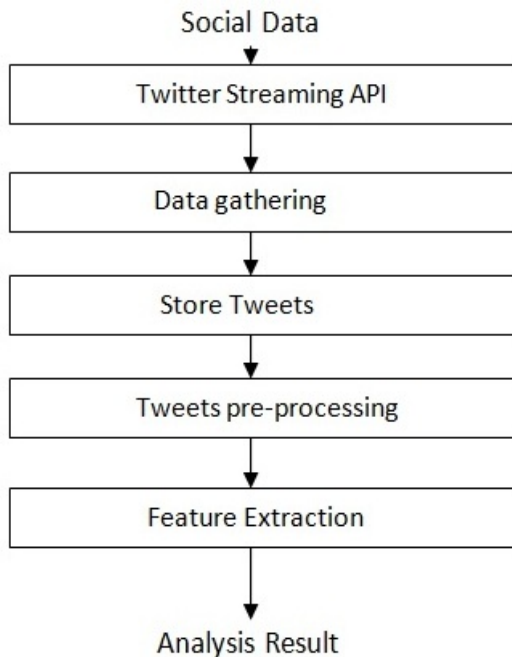 Social Data
Twitter Streaming API
Data gathering
Store Tweets
Tweets pre-processing
Feature Extraction
Analysis Result